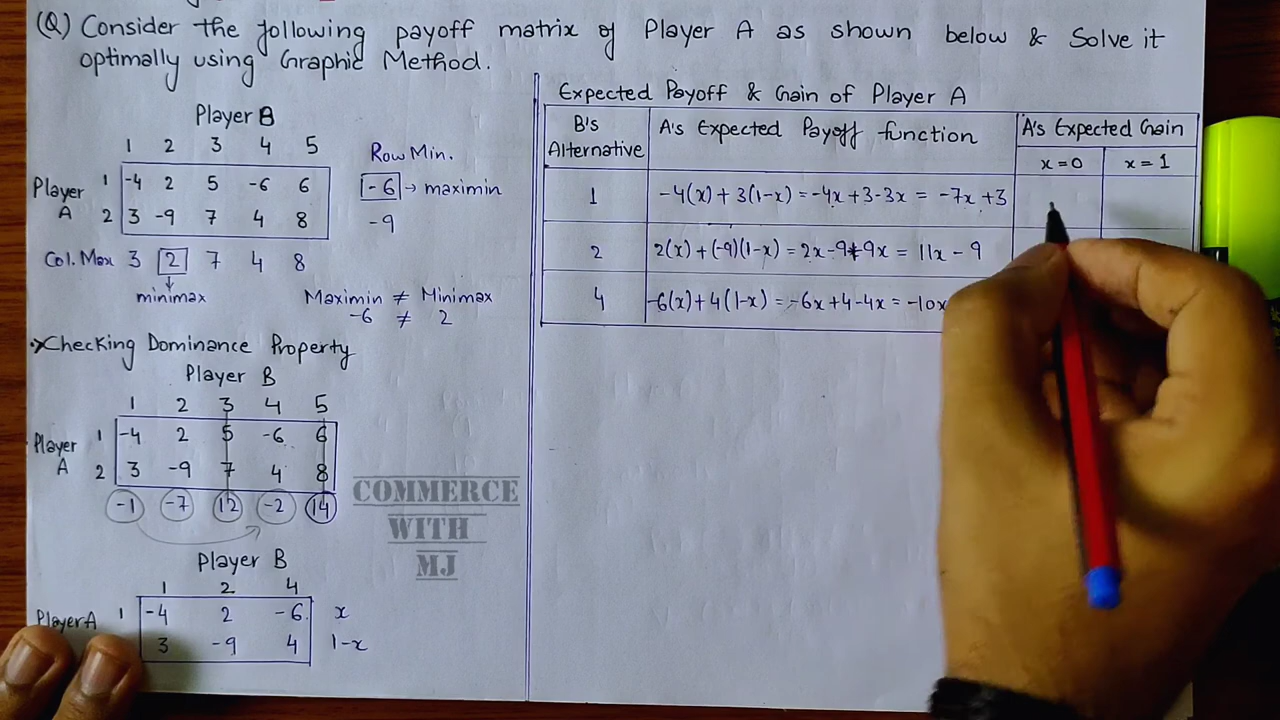 (Q) Consider the following payoff matrix of Player A as shown below & Solve it
optimally using Graphic Method.
Player B
1 2 3 4 5
Player A
1 -4 2 5 -6 6
2 3 -9 7 4 8
Row Min.
-6 → maximin
-9
Col. Max 3 2 7 4 8
minimax
Maximin ≠ Minimax
-6 ≠ 2
Checking Dominance Property
Player B
1 2 3 4 5
Player A
1 -4 2 5 -6 6
2 3 -9 7 4 8
-1 -7 12 -2 14
Player B
1 2 4
Player A 1 -4 2 -6 x
3 -9 4 1-x
COMMERCE
WITH
MJ
Expected Payoff & Gain of Player A
B's Alternative
A's Expected Payoff function
A's Expected Gain
x=0 x=1
1 -4(x)+3(1-x)=-4x+3-3x = -7x+3
2 2(x)+(-9)(1-x)=2x-9+9x = 11x-9
4 -6(x)+4(1-x)=-6x+4-4x=-10x